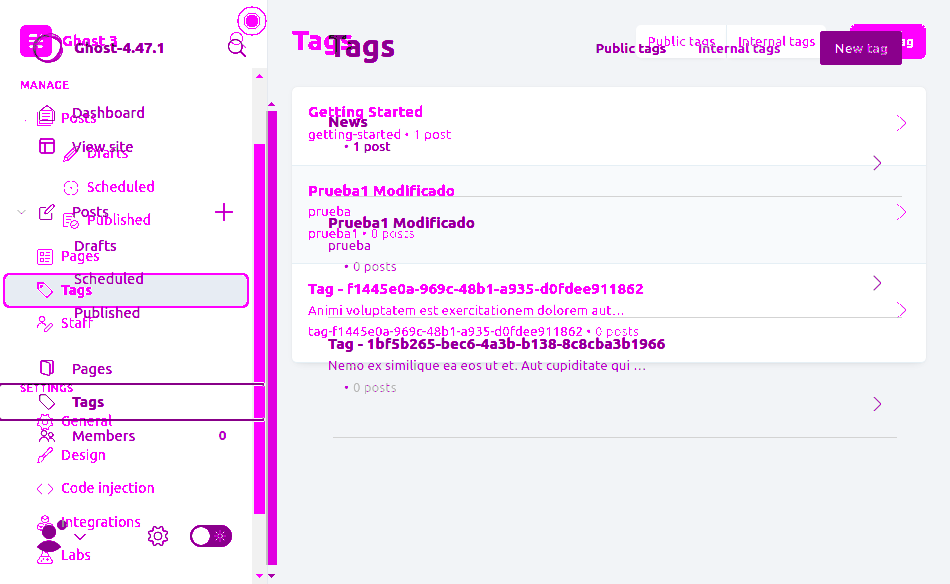 Ghost 3
Ghost-4.47.1
Tags
Tags
Public tags
Internal tags
Public tags
Internal tags
New tag
MANAGE
Dashboard
Posts
View site
Drafts
Scheduled
Posts
Published
Drafts
Pages
Scheduled
Tags
Published
Staff
Pages
SETTINGS
Tags
General
Members 0
Design
Code injection
Integrations
Labs
Getting Started
getting-started • 1 post
News
• 1 post
Prueba1 Modificado
prueba
prueba1 • 0 posts
Prueba1 Modificado
prueba
• 0 posts
Tag - f1445e0a-969c-48b1-a935-d0fdee911862
Animi voluptatem est exercitationem dolorem aut...
tag-f1445e0a-969c-48b1-a935-d0fdee911862 • 0 posts
Tag - 1bf5b265-bec6-4a3b-b138-8c8cba3b1966
Nemo ex similique ea eos ut et. Aut cupiditate qui ...
• 0 posts